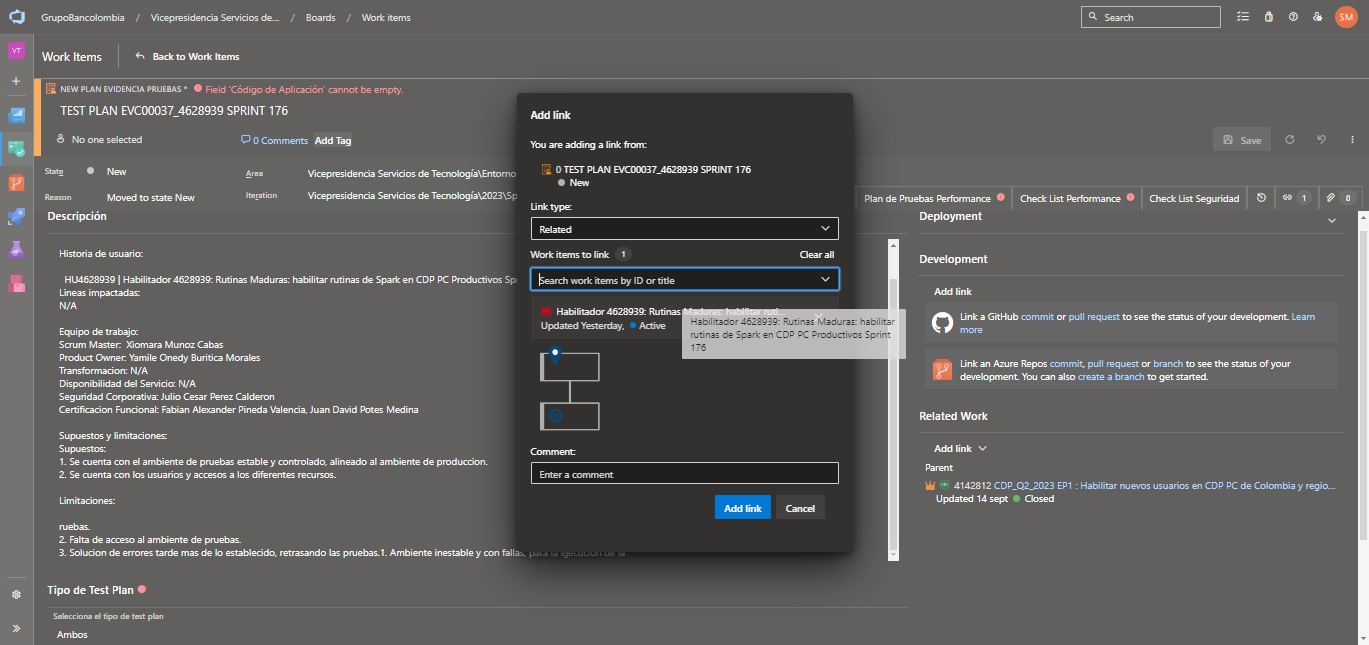 GrupoBancolombia / Vicepresidencia Servicios de... / Boards / Work items
Search
SM
VT
Work Items
Back to Work Items
NEW PLAN EVIDENCIA PRUEBAS * Field 'Código de Aplicación' cannot be empty.
TEST PLAN EVC00037_4628939 SPRINT 176
No one selected
0 Comments
Add Tag
Save
State
New
Area
Vicepresidencia Servicios de Tecnología\Entorno
Reason
Moved to state New
Iteration
Vicepresidencia Servicios de Tecnología\2023\Sp
Plan de Pruebas Performance
Check List Performance
Check List Seguridad
1
0
Descripción
Historia de usuario:
HU4628939 | Habilitador 4628939: Rutinas Maduras: habilitar rutinas de Spark en CDP PC Productivos Sp
Lineas impactadas:
N/A
Equipo de trabajo:
Scrum Master: Xiomara Munoz Cabas
Product Owner: Yamile Onedy Buritica Morales
Transformacion: N/A
Disponibilidad del Servicio: N/A
Seguridad Corporativa: Julio Cesar Perez Calderon
Certificacion Funcional: Fabian Alexander Pineda Valencia, Juan David Potes Medina
Supuestos y limitaciones:
Supuestos:
1. Se cuenta con el ambiente de pruebas estable y controlado, alineado al ambiente de produccion.
2. Se cuenta con los usuarios y accesos a los diferentes recursos.
Limitaciones:
ruebas.
2. Falta de acceso al ambiente de pruebas.
3. Solucion de errores tarde mas de lo establecido, retrasando las pruebas.1. Ambiente inestable y con fallas, para la ejecucion de la
Tipo de Test Plan
Selecciona el tipo de test plan
Ambos
Add link
You are adding a link from:
0 TEST PLAN EVC00037_4628939 SPRINT 176
New
Link type:
Related
Work items to link 1
Clear all
Search work items by ID or title
Habilitador 4628939: Rutinas Maduras: habilitar ruti...
Updated Yesterday, Active
Habilitador 4628939: Rutinas Maduras: habilitar
rutinas de Spark en CDP PC Productivos Sprint
176
Comment:
Enter a comment
Add link
Cancel
Deployment
Development
Add link
Link a GitHub commit or pull request to see the status of your development. Learn
more
Link an Azure Repos commit, pull request or branch to see the status of your
development. You can also create a branch to get started.
Related Work
Add link
Parent
4142812 CDP_Q2_2023 EP1 : Habilitar nuevos usuarios en CDP PC de Colombia y regio...
Updated 14 sept Closed